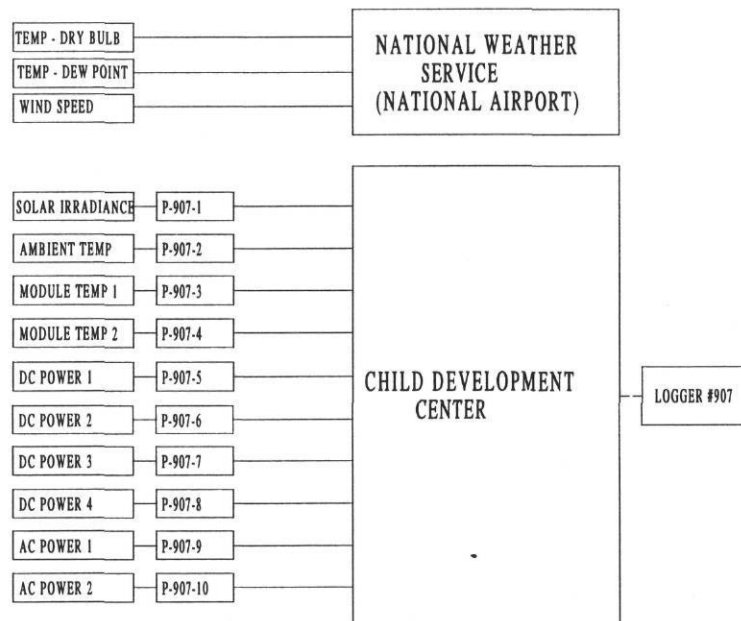 TEMP - DRY BULB
TEMP - DEW POINT
WIND SPEED
NATIONAL WEATHER
SERVICE
(NATIONAL AIRPORT)
SOLAR IRRADIANCE P-907-1
AMBIENT TEMP P-907-2
MODULE TEMP 1 P-907-3
MODULE TEMP 2 P-907-4
DC POWER 1 P-907-5
DC POWER 2 P-907-6
DC POWER 3 P-907-7
DC POWER 4 P-907-8
AC POWER 1 P-907-9
AC POWER 2 P-907-10
CHILD DEVELOPMENT
CENTER
LOGGER #907